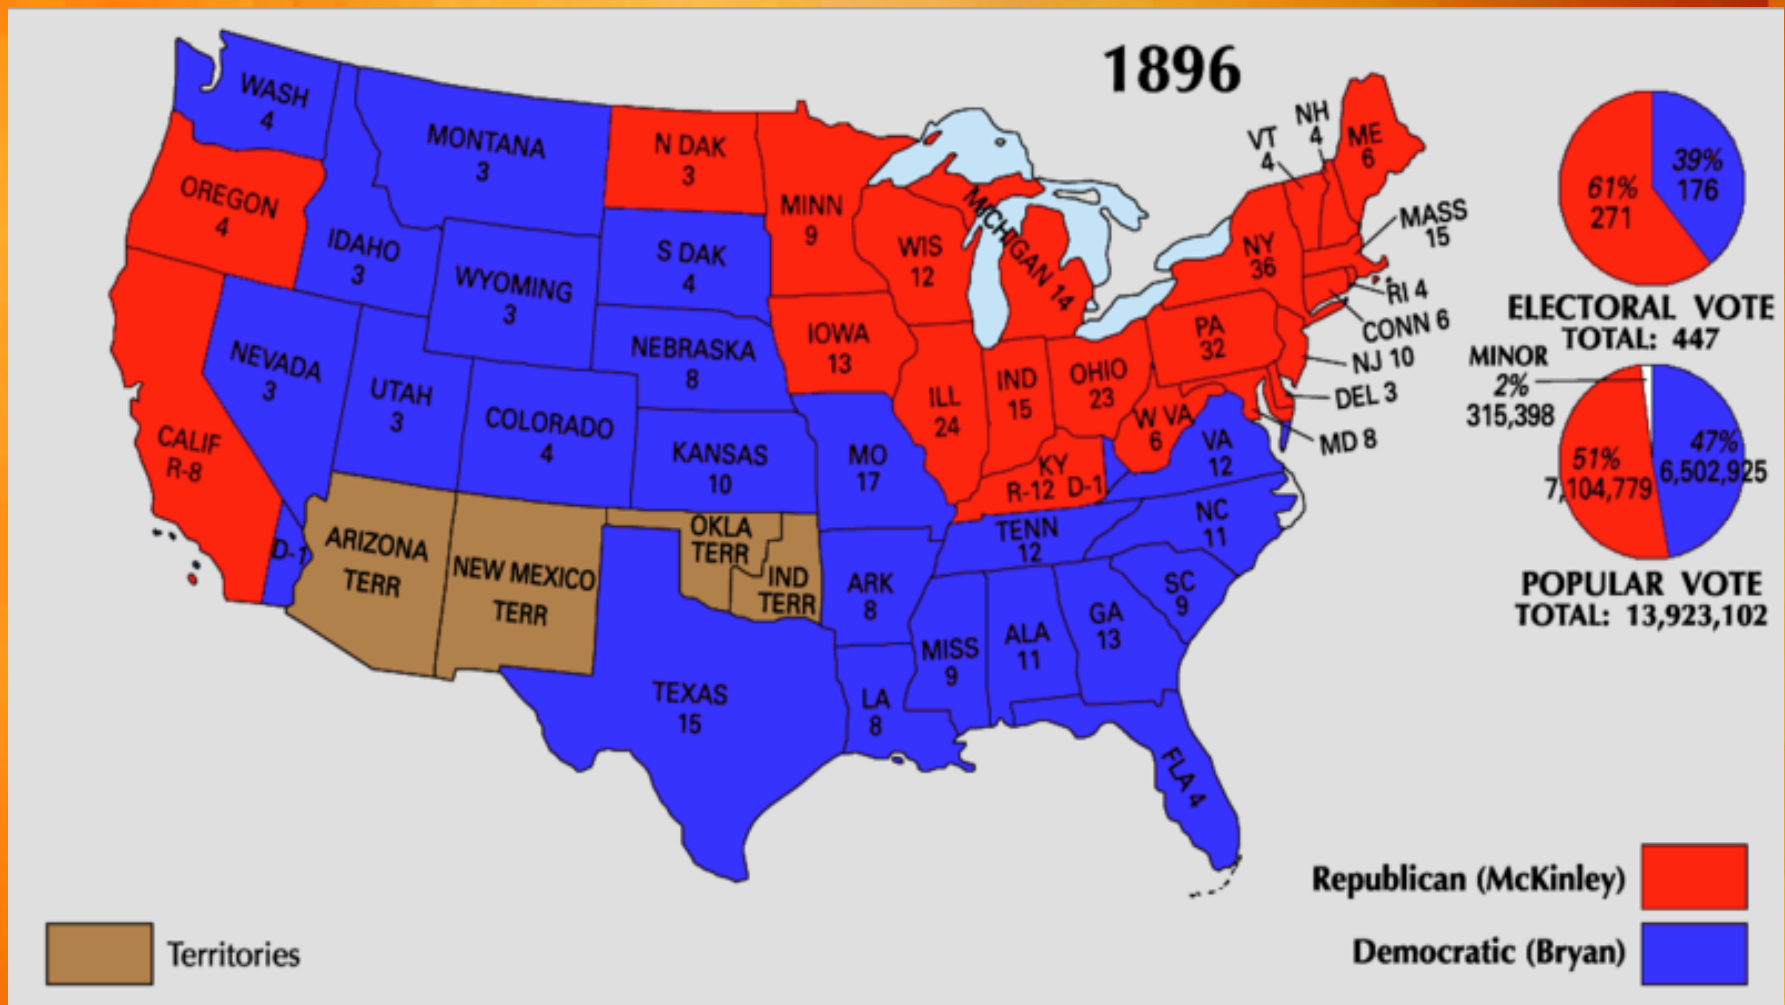 1896
WASH
4
MONTANA
3
N DAK
3
MINN
9
OREGON
4
IDAHO
3
WYOMING
3
S DAK
4
WIS
12
MICHIGAN 14
VT
4
NH
4
ME
6
MASS
15
NY
36
RI 4
CONN 6
NJ 10
DEL 3
MD 8
PA
32
NEVADA
3
UTAH
3
COLORADO
4
NEBRASKA
8
IOWA
13
ILL
24
IND
15
OHIO
23
W VA
6
VA
12
CALIF
R-8
D-1
KANSAS
10
MO
17
KY
R-12 D-1
TENN
12
NC
11
ARIZONA
TERR
NEW MEXICO
TERR
OKLA
TERR
IND
TERR
ARK
8
SC
9
TEXAS
15
LA
8
MISS
9
ALA
11
GA
13
FLA 4
61%
271
39%
176
ELECTORAL VOTE
TOTAL: 447
MINOR
2%
315,398
51%
7,104,779
47%
6,502,925
POPULAR VOTE
TOTAL: 13,923,102
Republican (McKinley)
Democratic (Bryan)
Territories